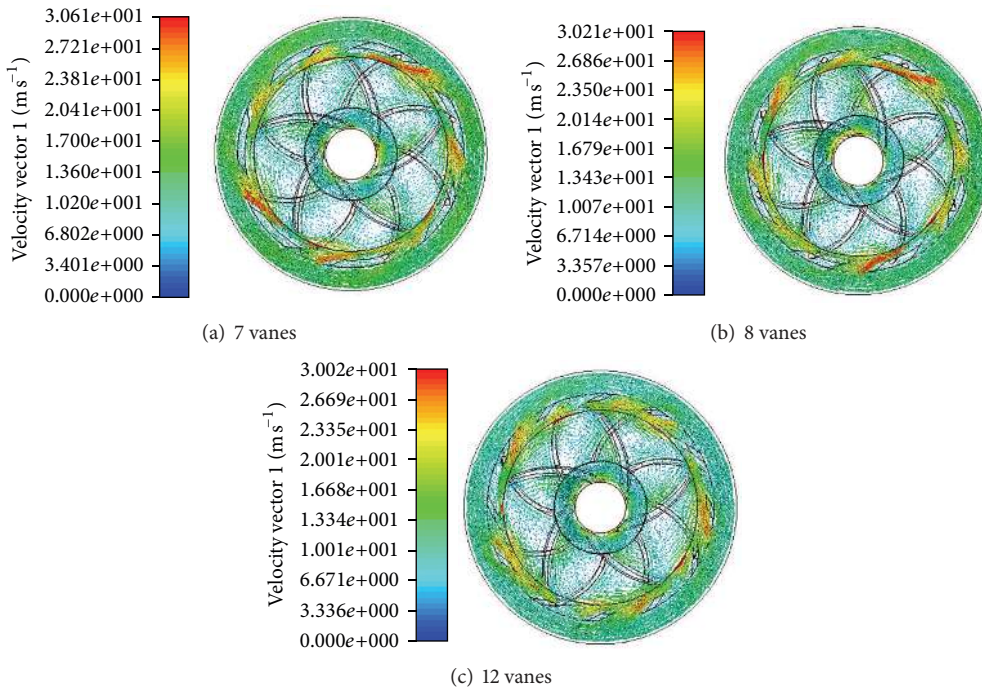 Velocity vector 1 (m s⁻¹)
3.061e+001
2.721e+001
2.381e+001
2.041e+001
1.700e+001
1.360e+001
1.020e+001
6.802e+000
3.401e+000
0.000e+000
(a) 7 vanes
Velocity vector 1 (m s⁻¹)
3.021e+001
2.686e+001
2.350e+001
2.014e+001
1.679e+001
1.343e+001
1.007e+001
6.714e+000
3.357e+000
0.000e+000
(b) 8 vanes
Velocity vector 1 (m s⁻¹)
3.002e+001
2.669e+001
2.335e+001
2.001e+001
1.668e+001
1.334e+001
1.001e+001
6.671e+000
3.336e+000
0.000e+000
(c) 12 vanes